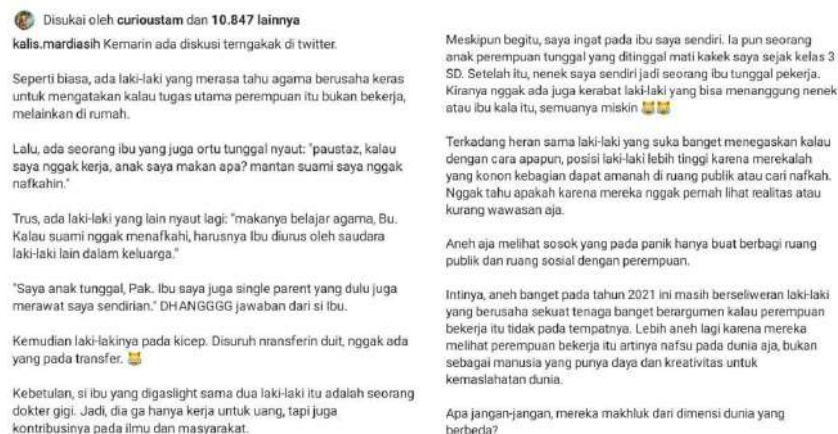 Disukai oleh curioustam dan 10.847 lainnya
kalis.mardiasih Kemarin ada diskusi terngakak di twitter.
Seperti biasa, ada laki-laki yang merasa tahu agama berusaha keras
untuk mengatakan kalau tugas utama perempuan itu bukan bekerja,
melainkan di rumah.
Lalu, ada seorang ibu yang juga ortu tunggal nyaut: "paustaz, kalau
saya nggak kerja, anak saya makan apa? mantan suami saya nggak
nafkahin."
Trus, ada laki-laki yang lain nyaut lagi: "makanya belajar agama, Bu.
Kalau suami nggak menafkahi, harusnya Ibu diurus oleh saudara
laki-laki lain dalam keluarga."
"Saya anak tunggal, Pak. Ibu saya juga single parent yang dulu juga
merawat saya sendirian." DHANGGGG jawaban dari si Ibu.
Kemudian laki-lakinya pada kicep. Disuruh nransferin duit, nggak ada
yang pada transfer. 😹
Kebetulan, si ibu yang digaslight sama dua laki-laki itu adalah seorang
dokter gigi. Jadi, dia ga hanya kerja untuk uang, tapi juga
kontribusinya pada ilmu dan masyarakat.
Meskipun begitu, saya ingat pada ibu saya sendiri. Ia pun seorang
anak perempuan tunggal yang ditinggal mati kakek saya sejak kelas 3
SD. Setelah itu, nenek saya sendiri jadi seorang ibu tunggal pekerja.
Kiranya nggak ada juga kerabat laki-laki yang bisa menanggung nenek
atau ibu kala itu, semuanya miskin 😹😹
Terkadang heran sama laki-laki yang suka banget menegaskan kalau
dengan cara apapun, posisi laki-laki lebih tinggi karena merekalah
yang konon kebagian dapat amanah di ruang publik atau cari nafkah.
Nggak tahu apakah karena mereka nggak pernah lihat realitas atau
kurang wawasan aja.
Aneh aja melihat sosok yang pada panik hanya buat berbagi ruang
publik dan ruang sosial dengan perempuan.
Intinya, aneh banget pada tahun 2021 ini masih berseliweran laki-laki
yang berusaha sekuat tenaga banget berargumen kalau perempuan
bekerja itu tidak pada tempatnya. Lebih aneh lagi karena mereka
melihat perempuan bekerja itu artinya nafsu pada dunia aja, bukan
sebagai manusia yang punya daya dan kreativitas untuk
kemaslahatan dunia.
Apa jangan-jangan, mereka makhluk dari dimensi dunia yang
berbeda?